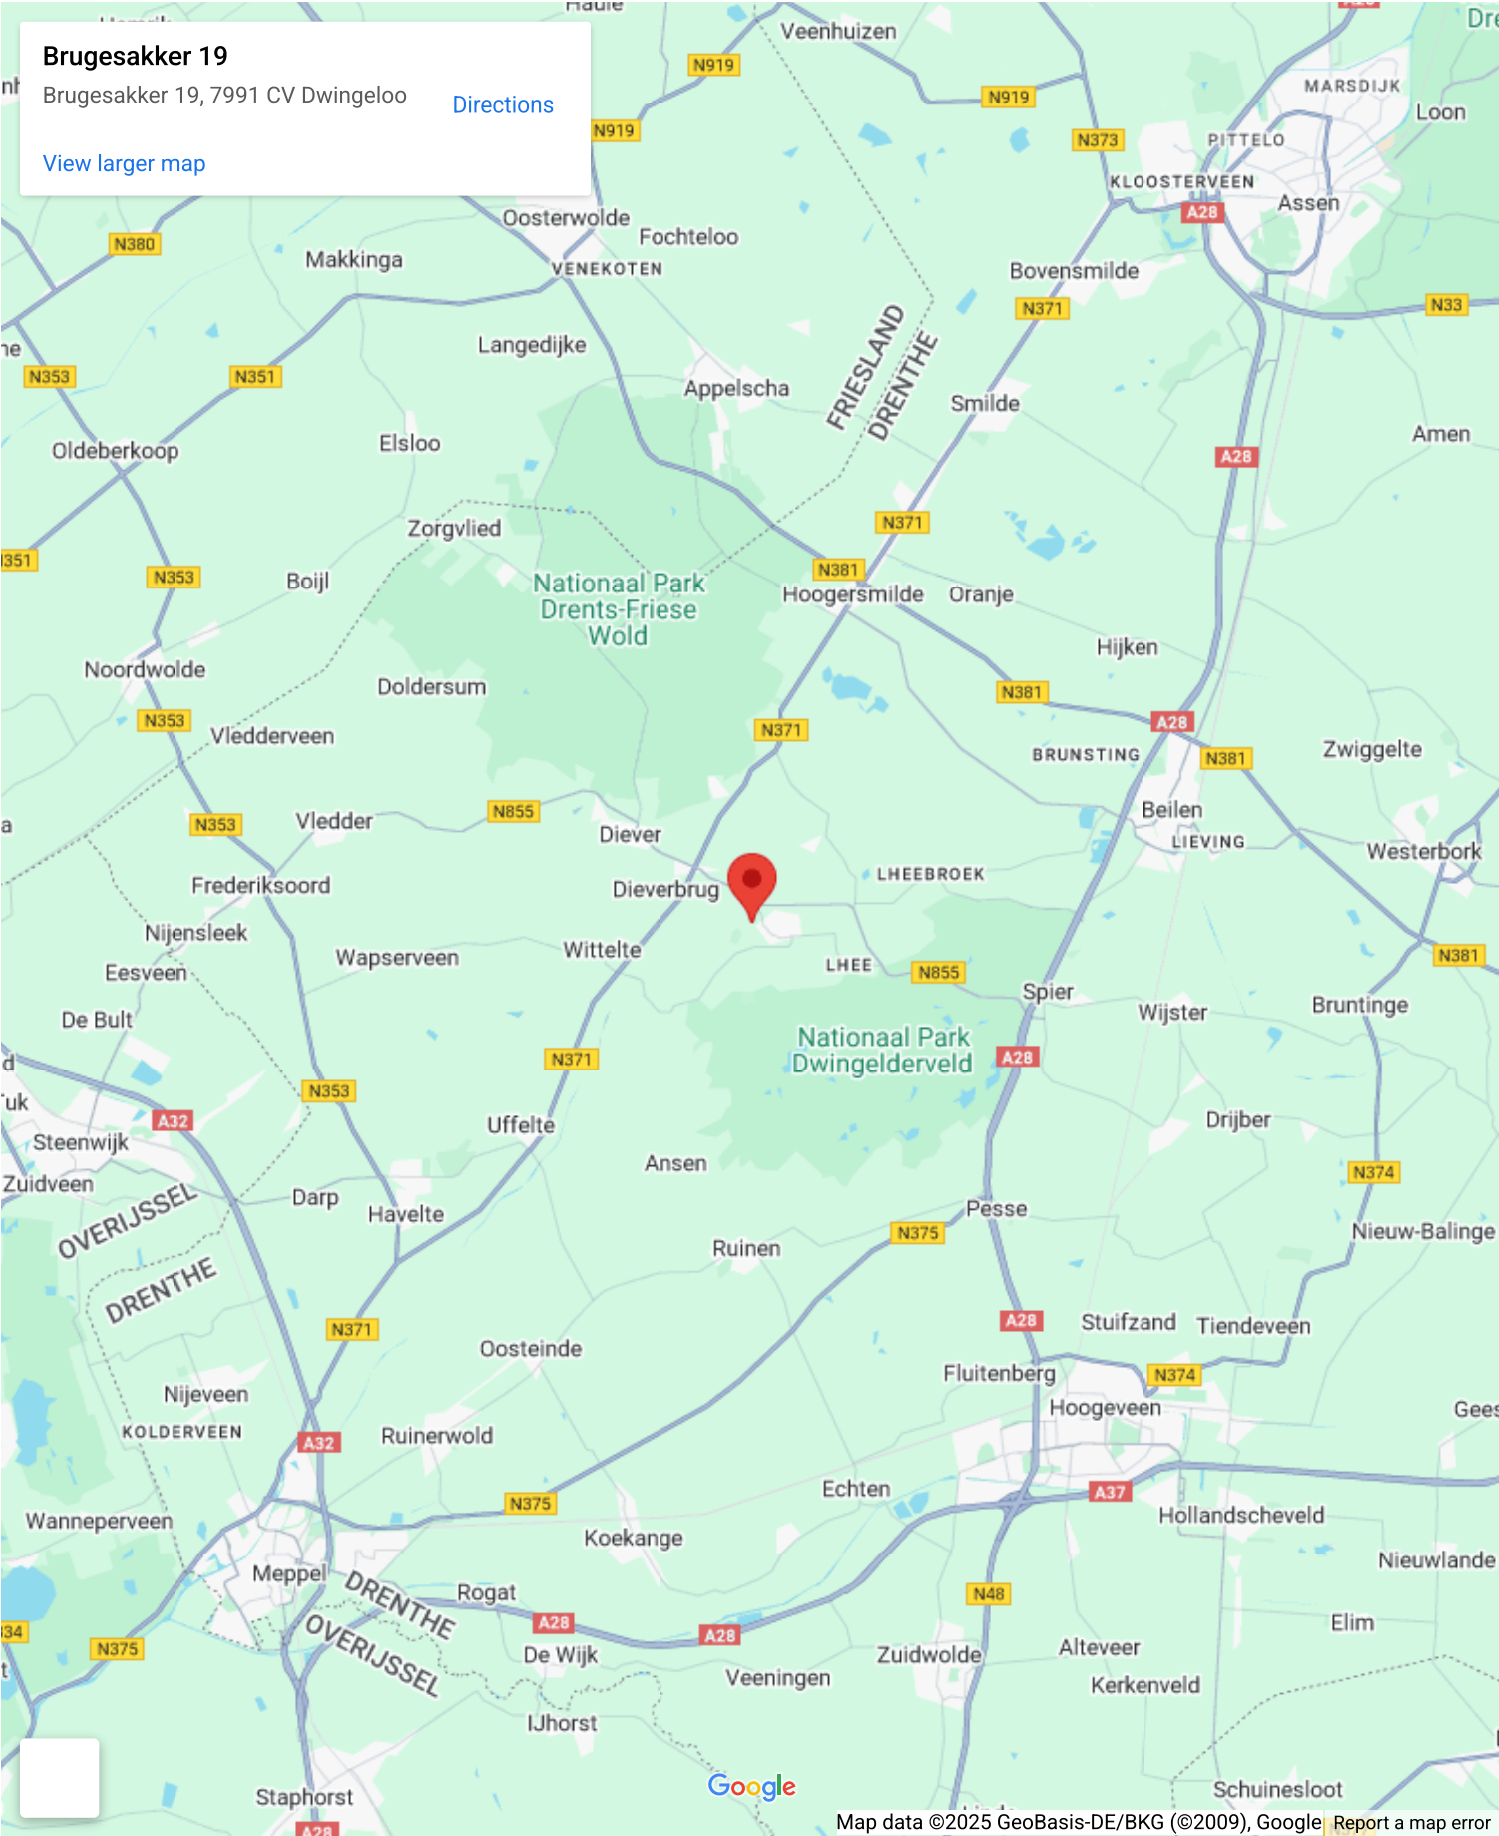 Haule
Brugesakker 19
Brugesakker 19, 7991 CV Dwingeloo
Directions
View larger map
Veenhuizen
N919
N919
N919
N373
MARSDIJK
Loon
PITTELO
KLOOSTERVEEN
Assen
A28
Oosterwolde
Fochteloo
N380
Makkinga
VENEKOTEN
Bovensmilde
N371
N33
Langedijke
FRIESLAND
DRENTHE
N353
N351
Appelscha
Smilde
Oldeberkoop
Elsloo
Amen
A28
Zorgvlied
N371
N353
Boijl
N381
Nationaal Park
Drents-Friese
Wold
Hoogersmilde
Oranje
Hijken
Noordwolde
Doldersum
N381
N353
A28
Vledderveen
N371
BRUNSTING
N381
Zwiggelte
N855
Beilen
N353
Vledder
Diever
LIEVING
Westerbork
Frederiksoord
Dieverbrug
LHEEBROEK
Nijensleek
Wapserveen
Wittelte
LHEE
N855
N381
Eesveen
Spier
Wijster
Bruntinge
De Bult
Nationaal Park
Dwingelderveld
N371
A28
N353
A32
Uffelte
Drijber
Steenwijk
Ansen
Zuidveen
N374
OVERIJSSEL
Darp
Havelte
Pesse
N375
Nieuw-Balinge
Ruinen
DRENTHE
N371
A28
Stuifzand
Tiendeveen
Oosteinde
Fluitenberg
N374
Nijeveen
Hoogeveen
KOLDERVEEN
A32
Ruinerwold
Echten
A37
N375
Wanneperveen
Koekange
Hollandscheveld
Meppel
DRENTHE
Rogat
N48
Nieuwlande
OVERIJSSEL
A28
A28
Elim
N375
De Wijk
Zuidwolde
Alteveer
Veeningen
Kerkenveld
IJhorst
Google
Staphorst
Schuinesloot
A28
Map data ©2025 GeoBasis-DE/BKG (©2009), Google
Report a map error